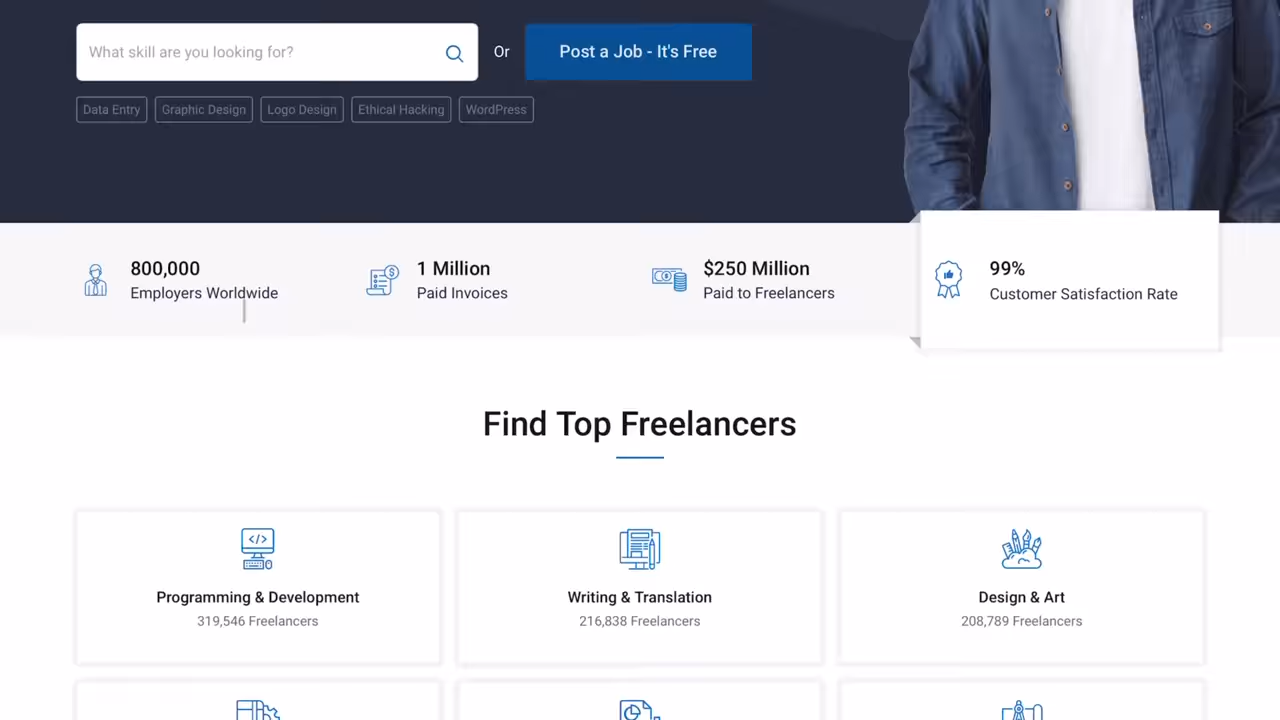 What skill are you looking for?
Or
Post a Job - It's Free
Data Entry
Graphic Design
Logo Design
Ethical Hacking
WordPress
800,000
Employers Worldwide
1 Million
Paid Invoices
$250 Million
Paid to Freelancers
99%
Customer Satisfaction Rate
Find Top Freelancers
Programming & Development
319,546 Freelancers
Writing & Translation
216,838 Freelancers
Design & Art
208,789 Freelancers